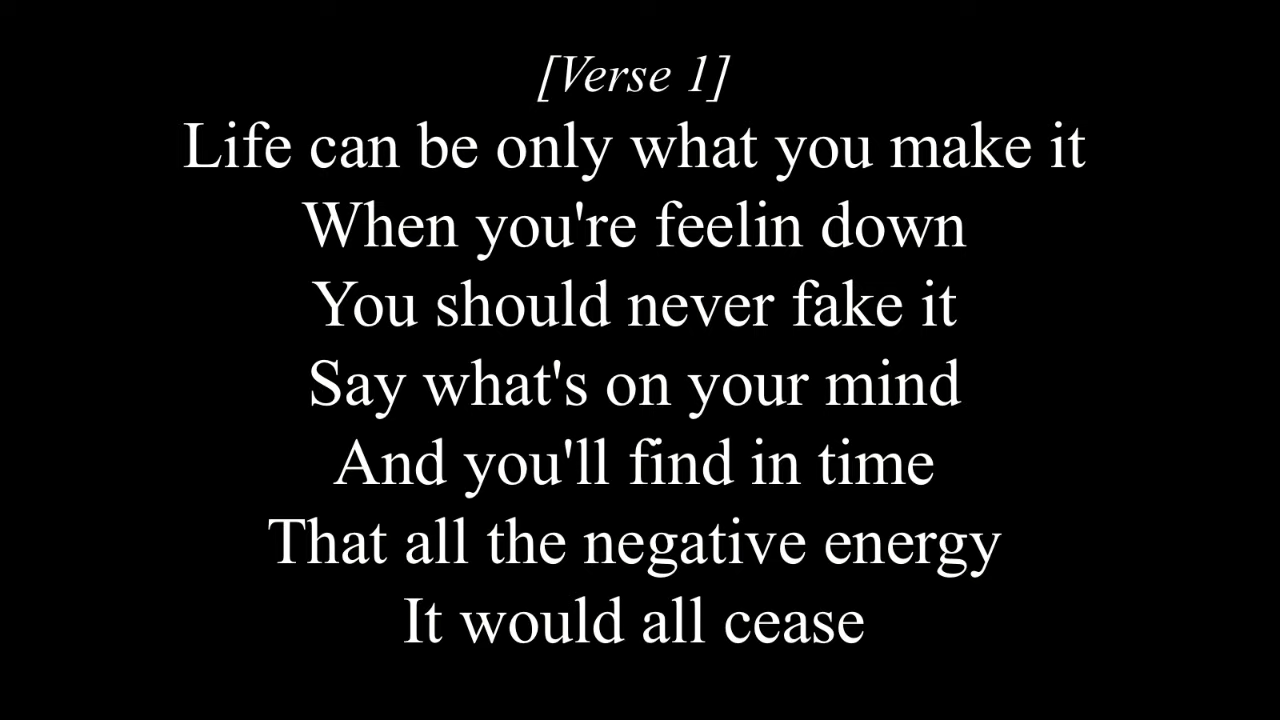 [Verse 1]
Life can be only what you make it
When you're feelin down
You should never fake it
Say what's on your mind
And you'll find in time
That all the negative energy
It would all cease